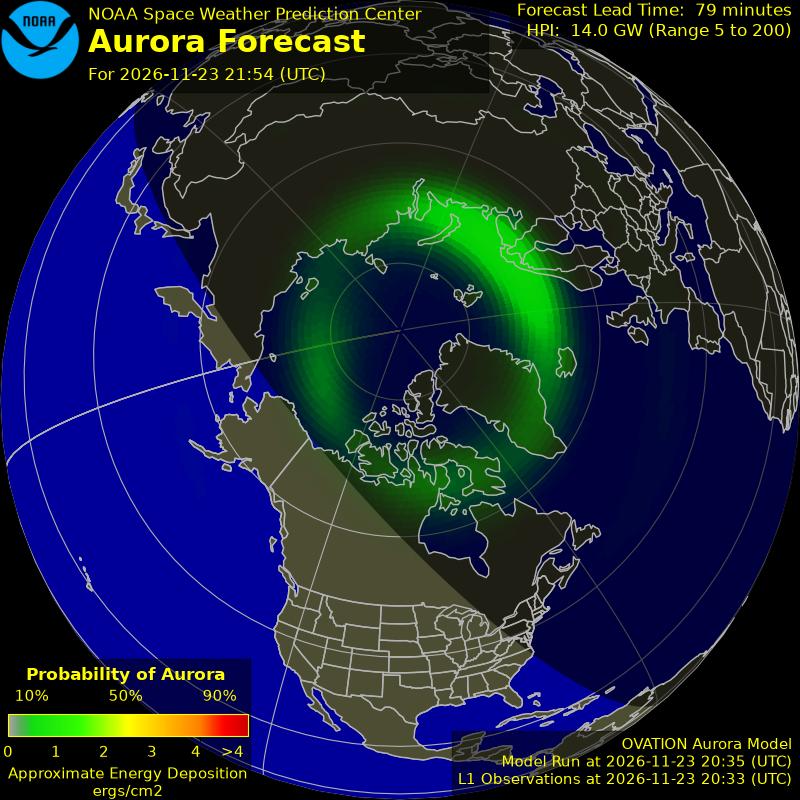 NOAA
NOAA Space Weather Prediction Center
Aurora Forecast
For 2026-11-23 21:54 (UTC)
Forecast Lead Time: 79 minutes
HPI: 14.0 GW (Range 5 to 200)
Probability of Aurora
10% 50% 90%
0 1 2 3 4 >4
Approximate Energy Deposition
ergs/cm2
OVATION Aurora Model
Model Run at 2026-11-23 20:35 (UTC)
L1 Observations at 2026-11-23 20:33 (UTC)